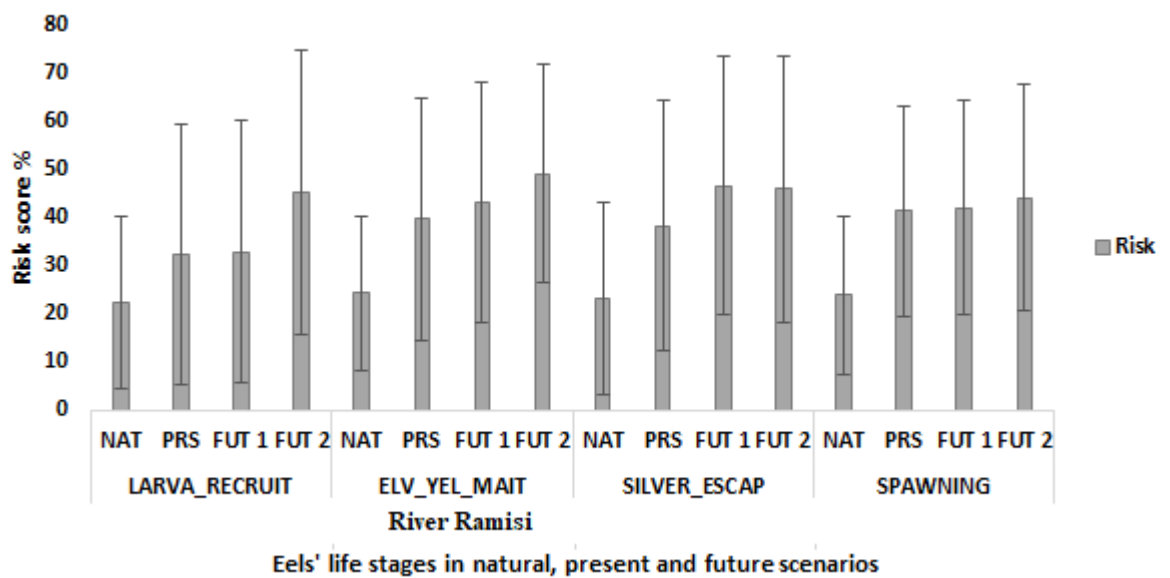 80
70
60
50
40
30
20
10
0
Risk score %
Risk
NAT PRS FUT 1 FUT 2 NAT PRS FUT 1 FUT 2 NAT PRS FUT 1 FUT 2 NAT PRS FUT 1 FUT 2
LARVA_RECRUIT ELV_YEL_MAIT SILVER_ESCAP SPAWNING
River Ramisi
Eels' life stages in natural, present and future scenarios